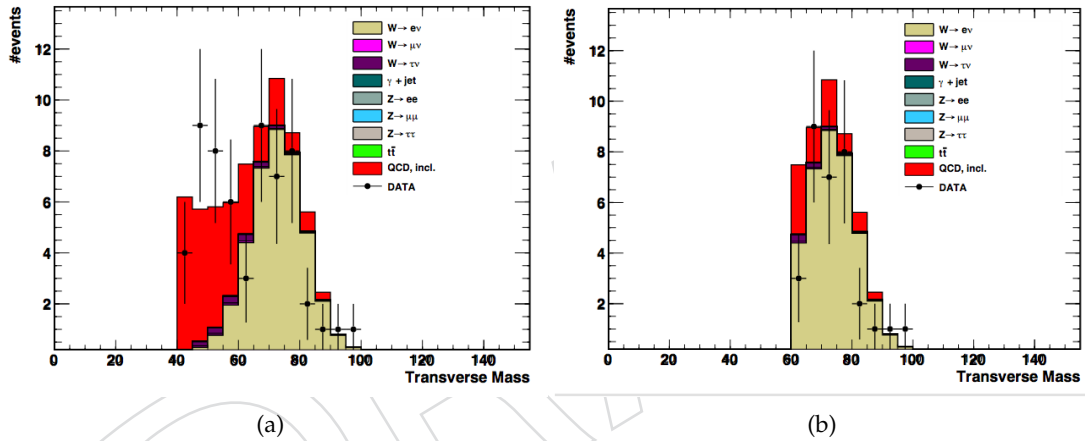 #events
12
10
8
6
4
2
0 20 40 60 80 100 120 140
Transverse Mass
W→ eν
W→ μν
W→ τν
γ + jet
Z→ ee
Z→ μμ
Z→ ττ
tt̄
QCD, incl.
DATA
(a)
#events
12
10
8
6
4
2
0 20 40 60 80 100 120 140
Transverse Mass
W→ eν
W→ μν
W→ τν
γ + jet
Z→ ee
Z→ μμ
Z→ ττ
tt̄
QCD, incl.
DATA
(b)